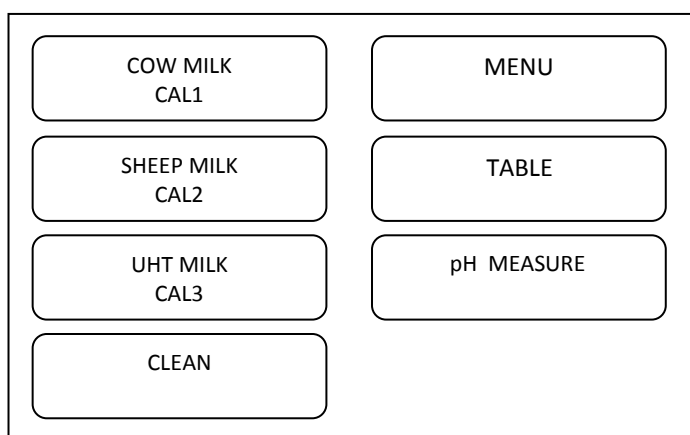 COW MILK
CAL1
MENU
SHEEP MILK
CAL2
TABLE
UHT MILK
CAL3
pH MEASURE
CLEAN